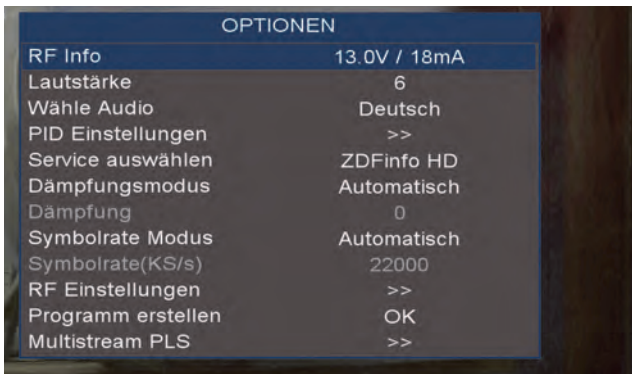 OPTIONEN
RF Info 13.0V / 18mA
Lautstärke 6
Wähle Audio Deutsch
PID Einstellungen >>
Service auswählen ZDFinfo HD
Dämpfungsmodus Automatisch
Dämpfung 0
Symbolrate Modus Automatisch
Symbolrate(KS/s) 22000
RF Einstellungen >>
Programm erstellen OK
Multistream PLS >>